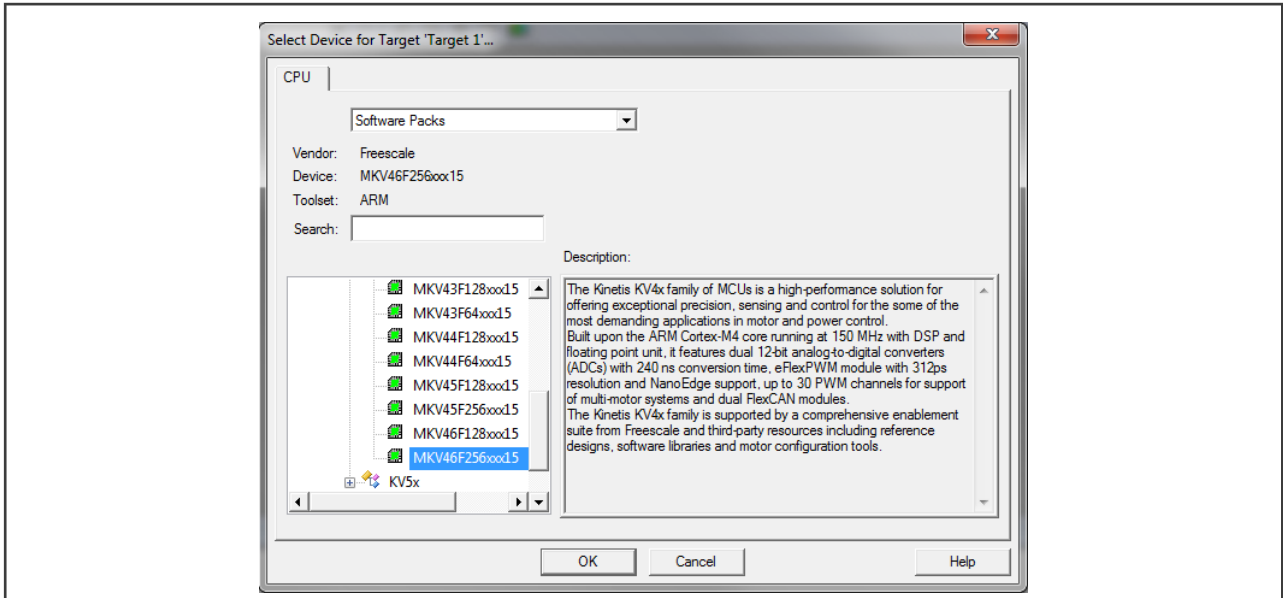 Select Device for Target 'Target 1'...
CPU
Software Packs
Vendor: Freescale
Device: MKV46F256xxx15
Toolset: ARM
Search:
Description:
MKV43F128xxx15
MKV43F64xxx15
MKV44F128xxx15
MKV44F64xxx15
MKV45F128xxx15
MKV45F256xxx15
MKV46F128xxx15
MKV46F256xxx15
KV5x
The Kinetis KV4x family of MCUs is a high-performance solution for
offering exceptional precision, sensing and control for the some of the
most demanding applications in motor and power control.
Built upon the ARM Cortex-M4 core running at 150 MHz with DSP and
floating point unit, it features dual 12-bit analog-to-digital converters
(ADCs) with 240 ns conversion time, eFlexPWM module with 312ps
resolution and NanoEdge support, up to 30 PWM channels for support
of multi-motor systems and dual FlexCAN modules.
The Kinetis KV4x family is supported by a comprehensive enablement
suite from Freescale and third-party resources including reference
designs, software libraries and motor configuration tools.
OK
Cancel
Help